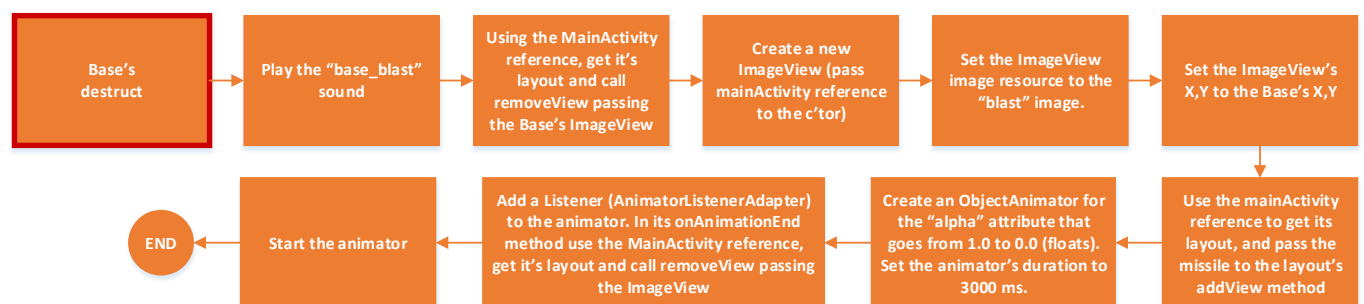 Base's
destruct
Play the “base_blast”
sound
Using the MainActivity
reference, get it's
layout and call
removeView passing
the Base's ImageView
Create a new
ImageView (pass
mainActivity reference
to the c'tor)
Set the ImageView
image resource to the
“blast” image.
Set the ImageView's
X,Y to the Base's X,Y
Use the mainActivity
reference to get its
layout, and pass the
missile to the layout's
addView method
Create an ObjectAnimator for
the “alpha” attribute that
goes from 1.0 to 0.0 (floats).
Set the animator's duration to
3000 ms.
Add a Listener (AnimatorListenerAdapter)
to the animator. In its onAnimationEnd
method use the MainActivity reference,
get it's layout and call removeView passing
the ImageView
Start the animator
END